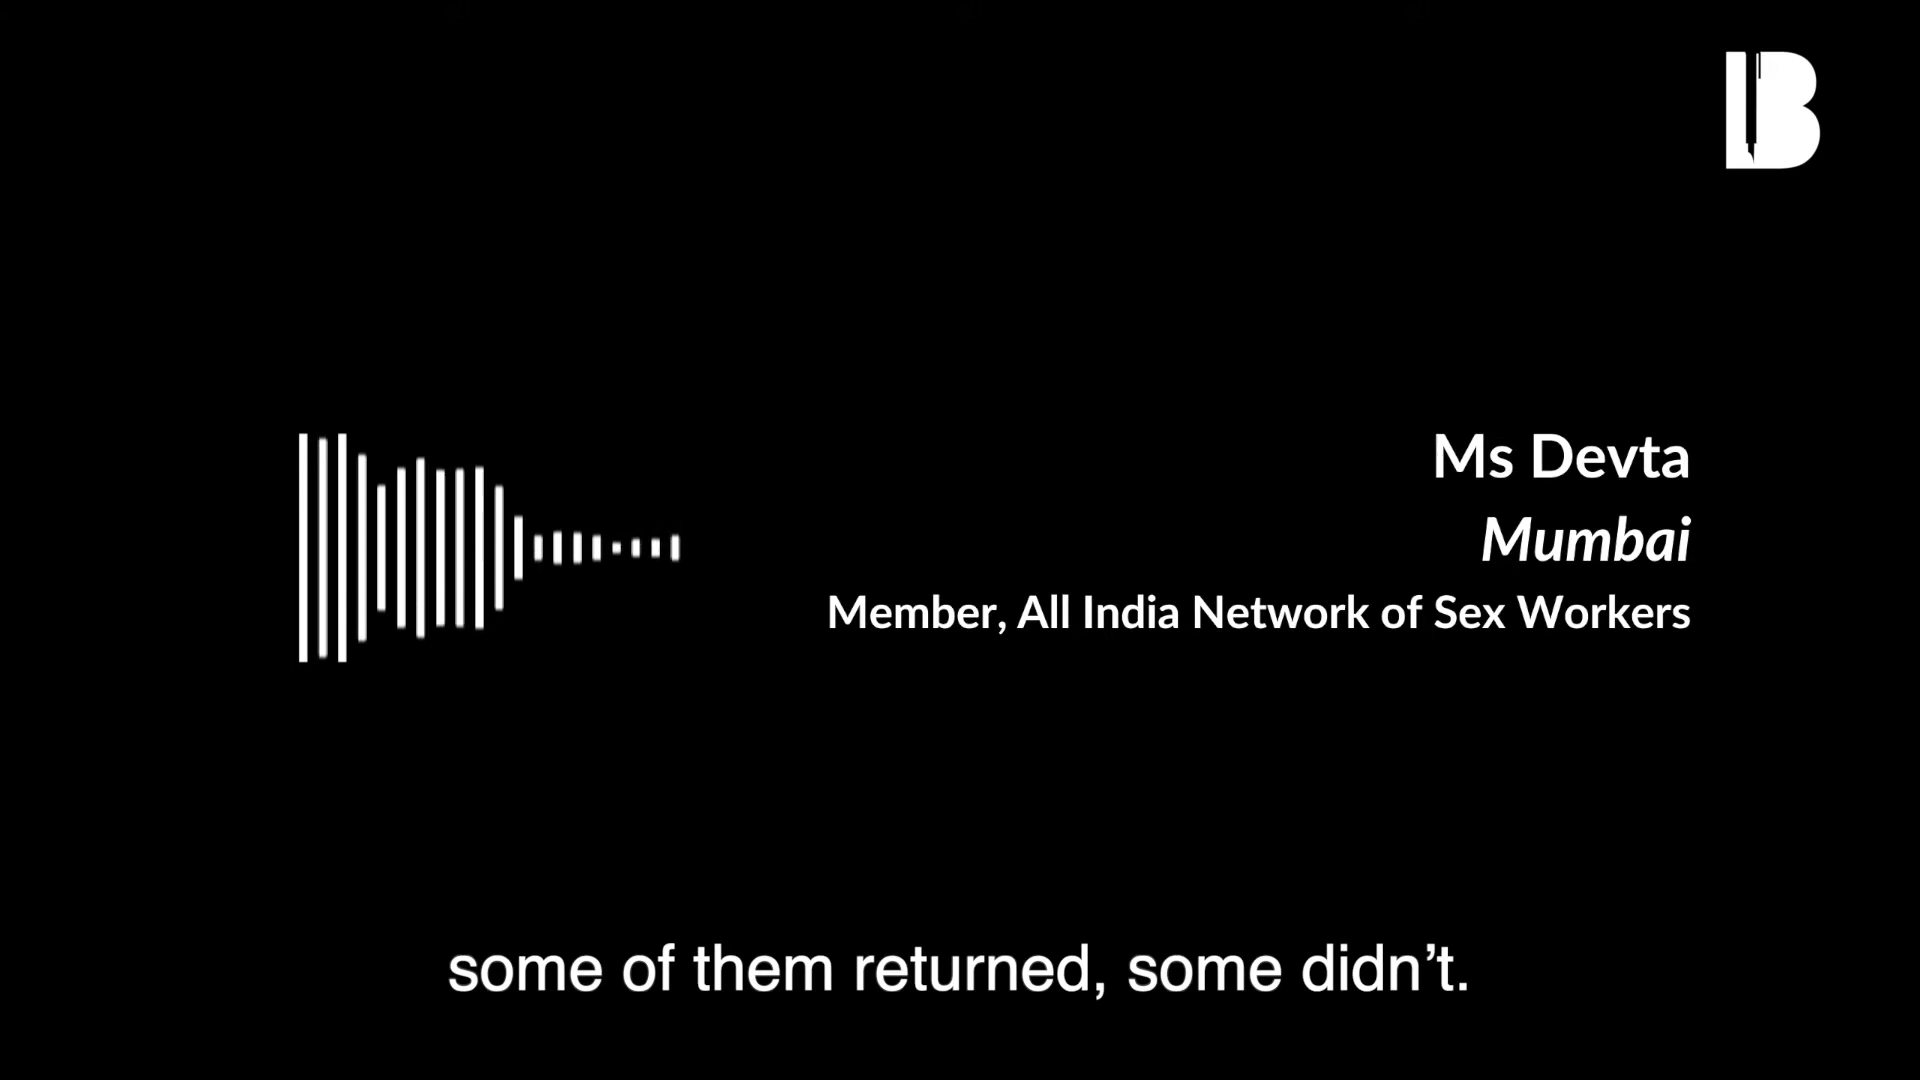 B
Ms Devta
Mumbai
Member, All India Network of Sex Workers
some of them returned, some didn’t.